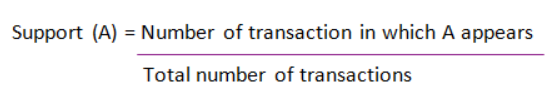 Support (A) = Number of transaction in which A appears
Total number of transactions